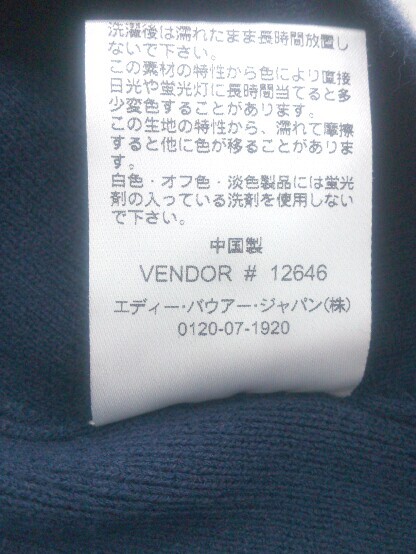 洗濯後は濡れたまま長時間放置し
ないで下さい。
この素材の特性から色により直接
日光や蛍光灯に長時間当てると多
少変色することがあります。
この生地の特性から、濡れて摩擦
すると他に色が移ることがありま
す。
白色・オフ色・淡色製品には蛍光
剤の入っている洗剤を使用しない
で下さい。
中国製
VENDOR # 12646
エディー・バウアー・ジャパン(株)
0120-07-1920